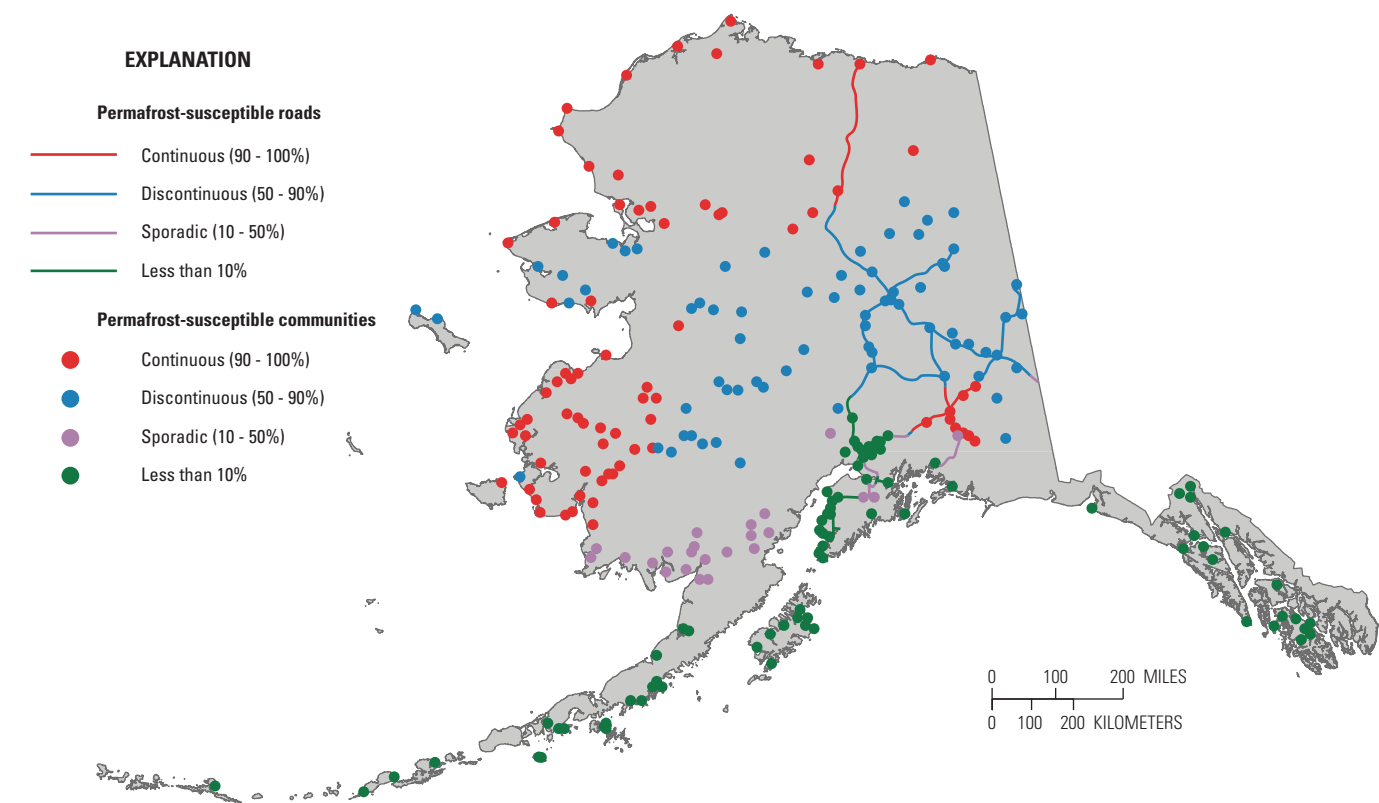 EXPLANATION
Permafrost-susceptible roads
Continuous (90 - 100%)
Discontinuous (50 - 90%)
Sporadic (10 - 50%)
Less than 10%
Permafrost-susceptible communities
Continuous (90 - 100%)
Discontinuous (50 - 90%)
Sporadic (10 - 50%)
Less than 10%
0 100 200 MILES
0 100 200 KILOMETERS